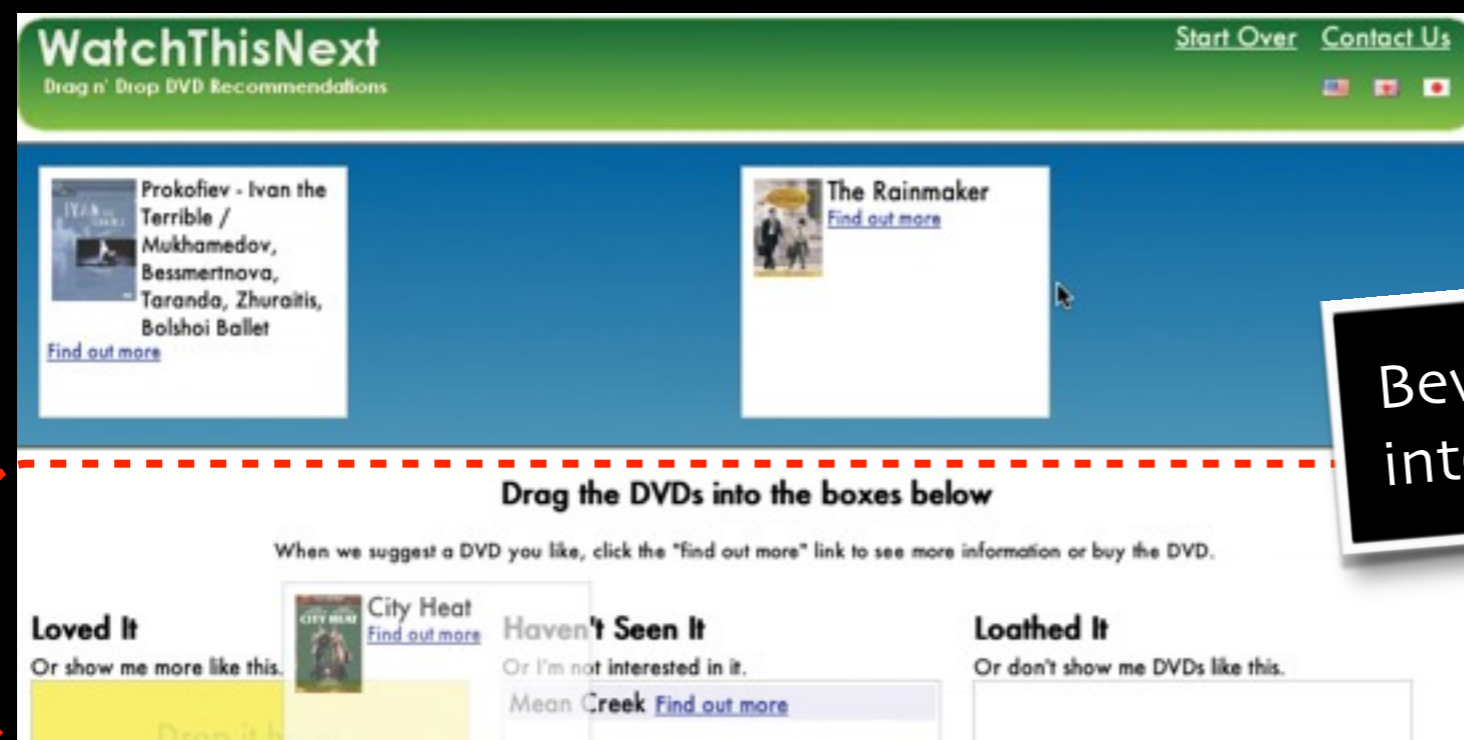 WatchThisNext
Drag n' Drop DVD Recommendations
Start Over Contact Us
Prokofiev - Ivan the
Terrible /
Mukhamedov,
Bessmertnova,
Taranda, Zhuraitis,
Bolshoi Ballet
Find out more
The Rainmaker
Find out more
Drag the DVDs into the boxes below
When we suggest a DVD you like, click the "find out more" link to see more information or buy the DVD.
City Heat
Find out more
Loved It
Or show me more like this.
Haven't Seen It
Or I'm not interested in it.
Mean Creek Find out more
Loathed It
Or don't show me DVDs like this.
Drop it
CITY HEAT